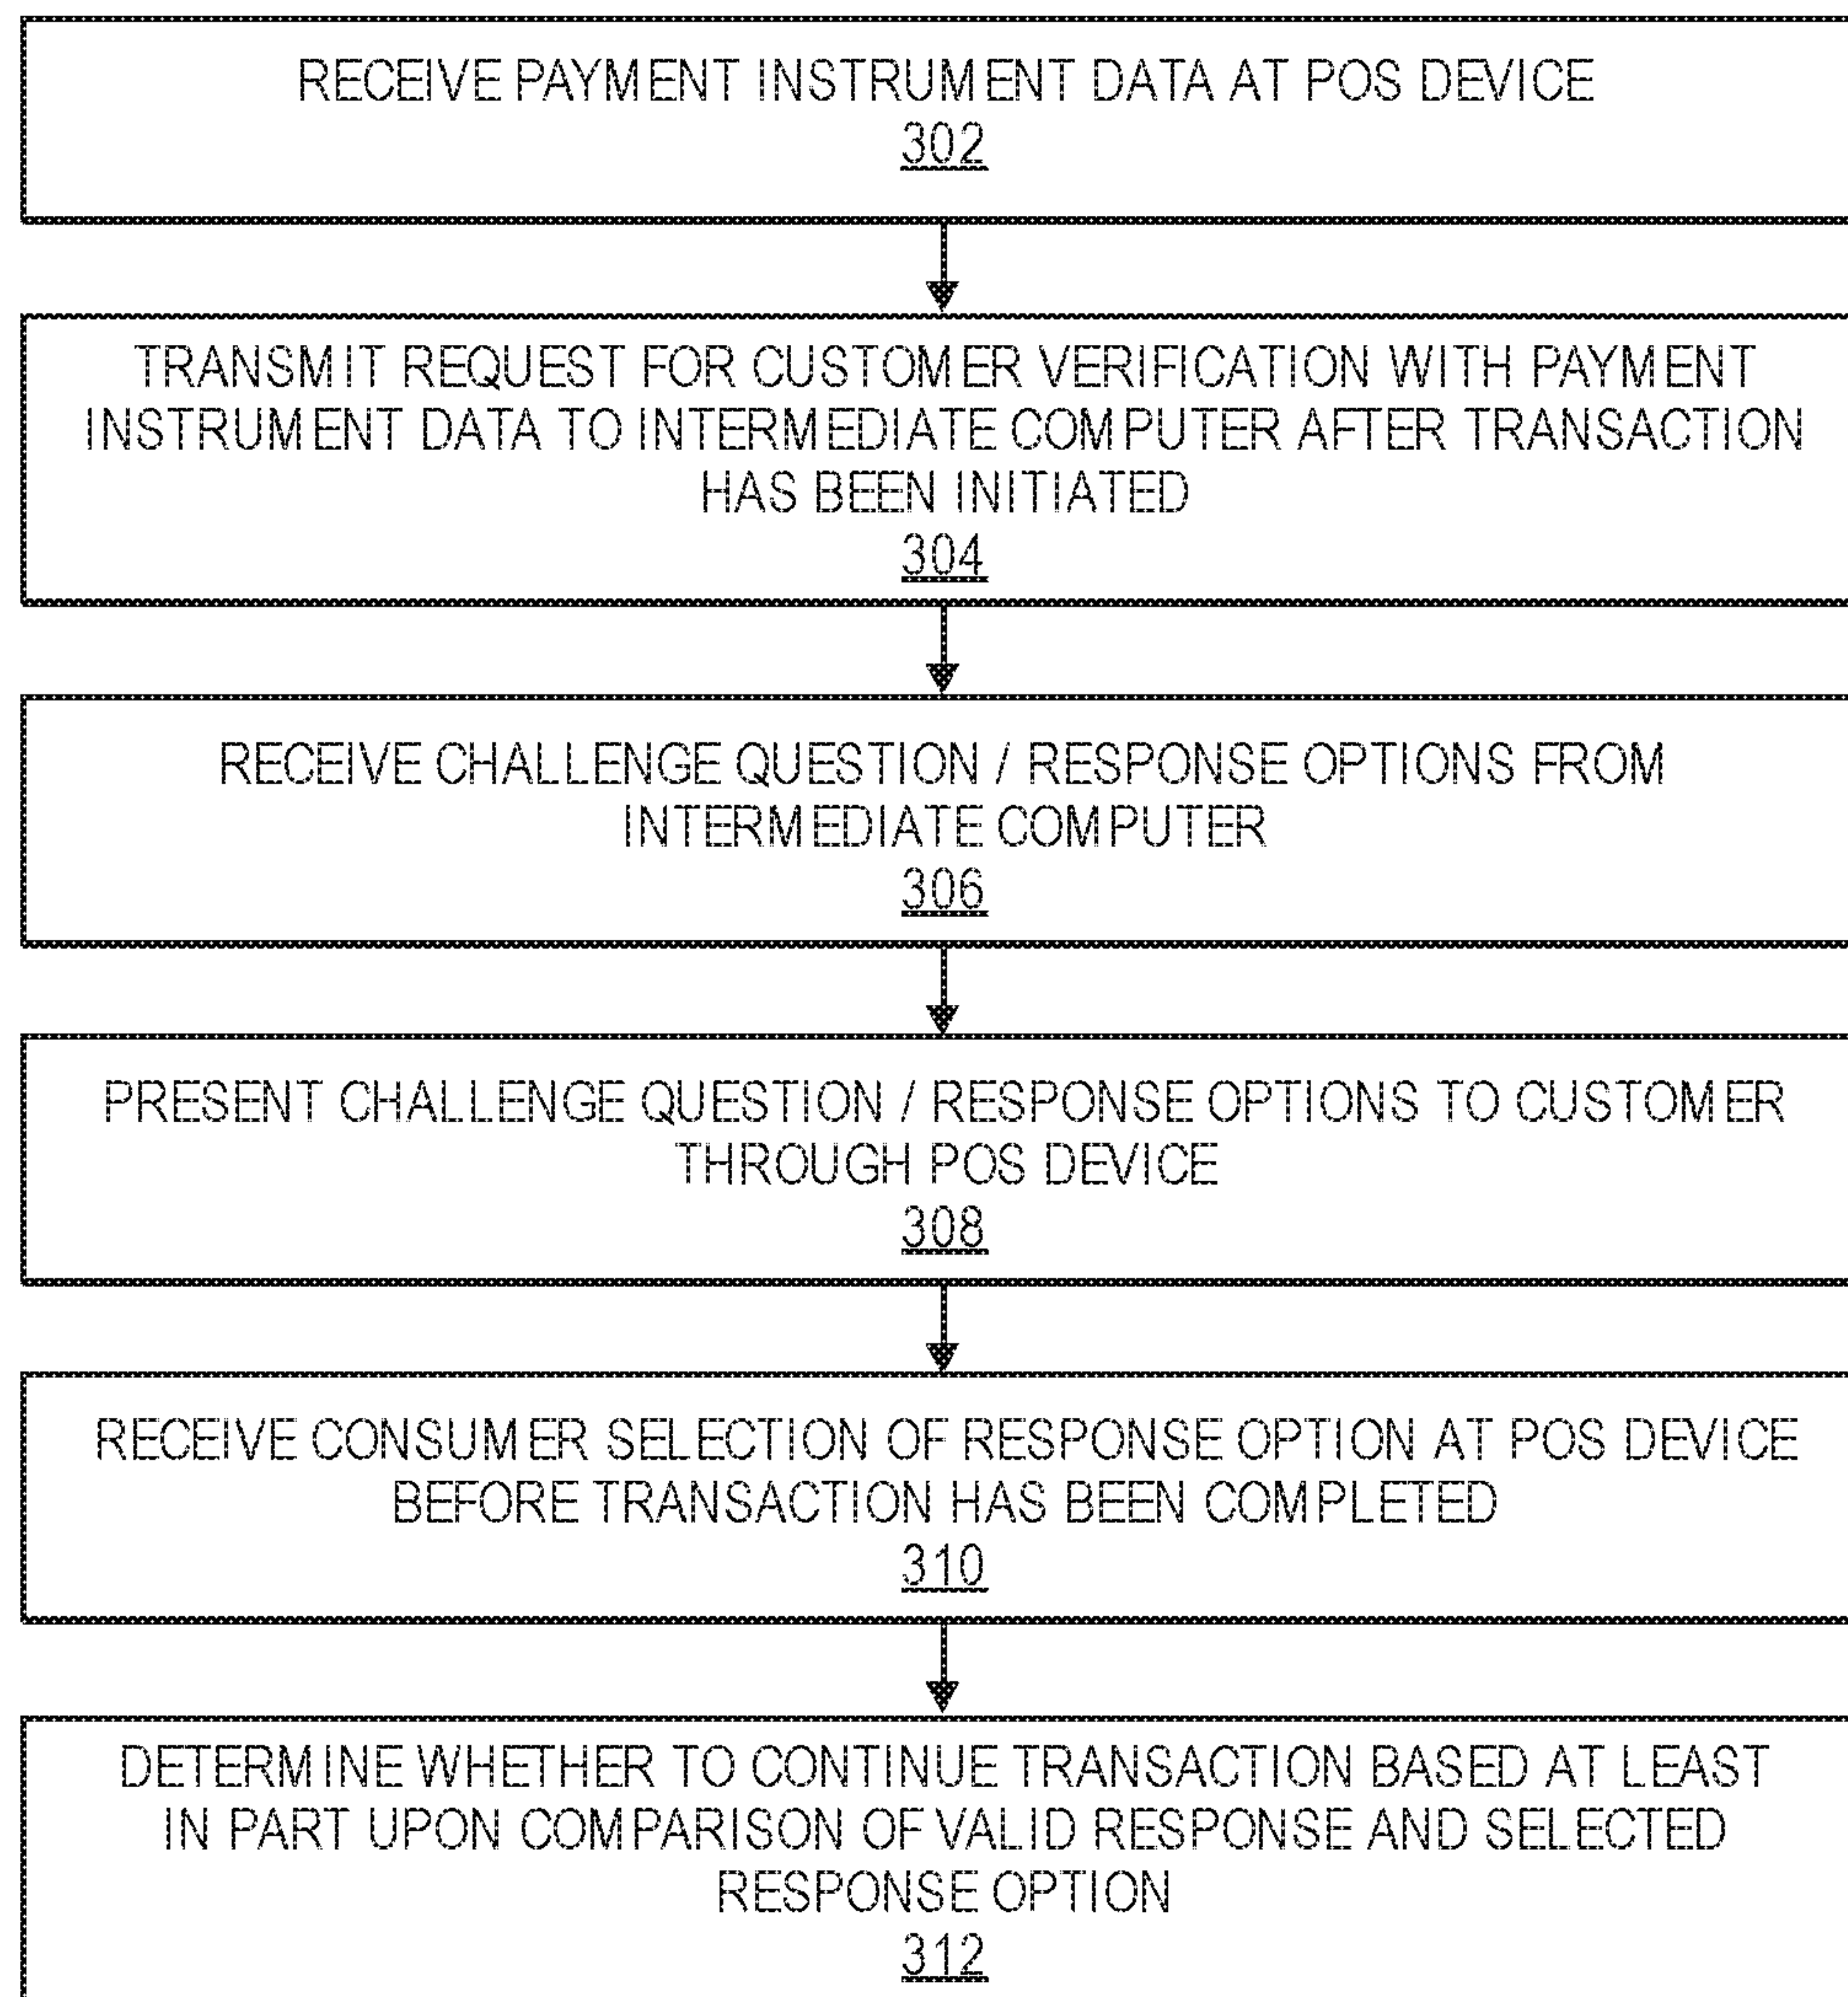 RECEIVE PAYMENT INSTRUMENT DATA AT POS DEVICE
302
TRANSMIT REQUEST FOR CUSTOMER VERIFICATION WITH PAYMENT
INSTRUMENT DATA TO INTERMEDIATE COMPUTER AFTER TRANSACTION
HAS BEEN INITIATED
304
RECEIVE CHALLENGE QUESTION / RESPONSE OPTIONS FROM
INTERMEDIATE COMPUTER
306
PRESENT CHALLENGE QUESTION / RESPONSE OPTIONS TO CUSTOMER
THROUGH POS DEVICE
308
RECEIVE CONSUMER SELECTION OF RESPONSE OPTION AT POS DEVICE
BEFORE TRANSACTION HAS BEEN COMPLETED
310
DETERMINE WHETHER TO CONTINUE TRANSACTION BASED AT LEAST
IN PART UPON COMPARISON OF VALID RESPONSE AND SELECTED
RESPONSE OPTION
312